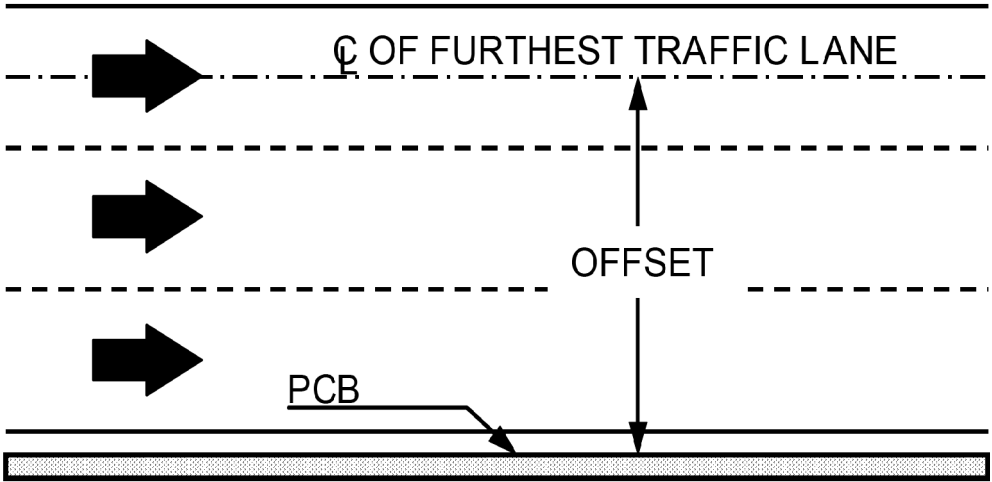 ℄ OF FURTHEST TRAFFIC LANE
OFFSET
PCB